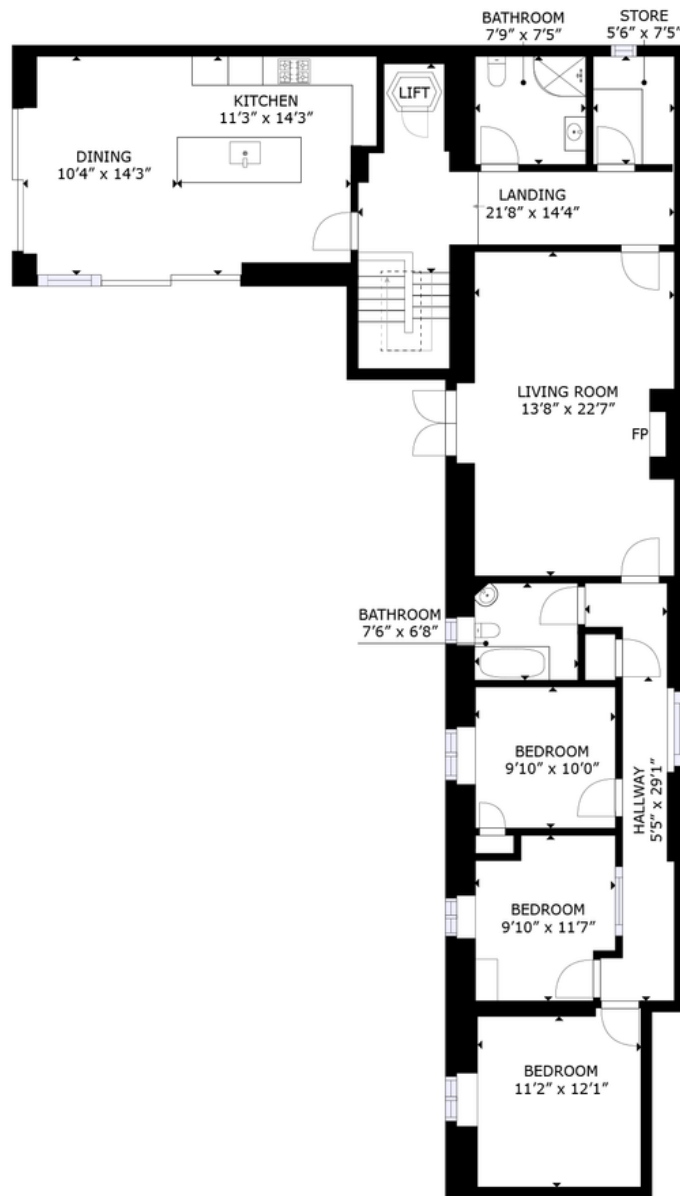 BATHROOM
7'9" x 7'5"
STORE
5'6" x 7'5"
LIFT
KITCHEN
11'3" x 14'3"
DINING
10'4" x 14'3"
LANDING
21'8" x 14'4"
LIVING ROOM
13'8" x 22'7"
FP
BATHROOM
7'6" x 6'8"
BEDROOM
9'10" x 10'0"
HALLWAY
5'5" x 29'1"
BEDROOM
9'10" x 11'7"
BEDROOM
11'2" x 12'1"